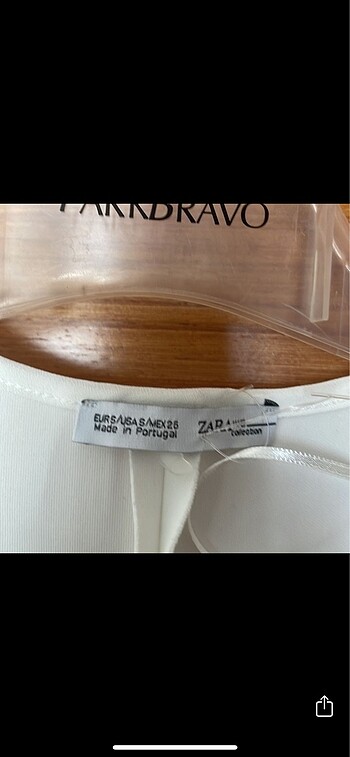 PARKBRAVO
EUR S/USA S/MEX 26
Made in Portugal
ZARA
collection